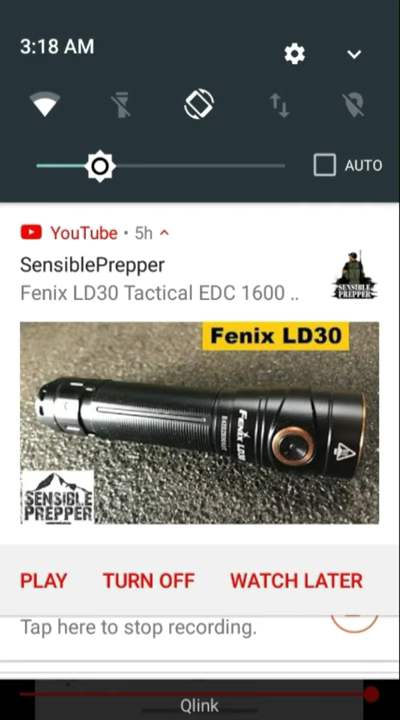 3:18 AM
AUTO
YouTube • 5h
SensiblePrepper
Fenix LD30 Tactical EDC 1600 ..
SENSIBLE
PREPPER
Fenix LD30
Fenix LD30
SENSIBLE
PREPPER
PLAY
TURN OFF
WATCH LATER
Tap here to stop recording.
Qlink